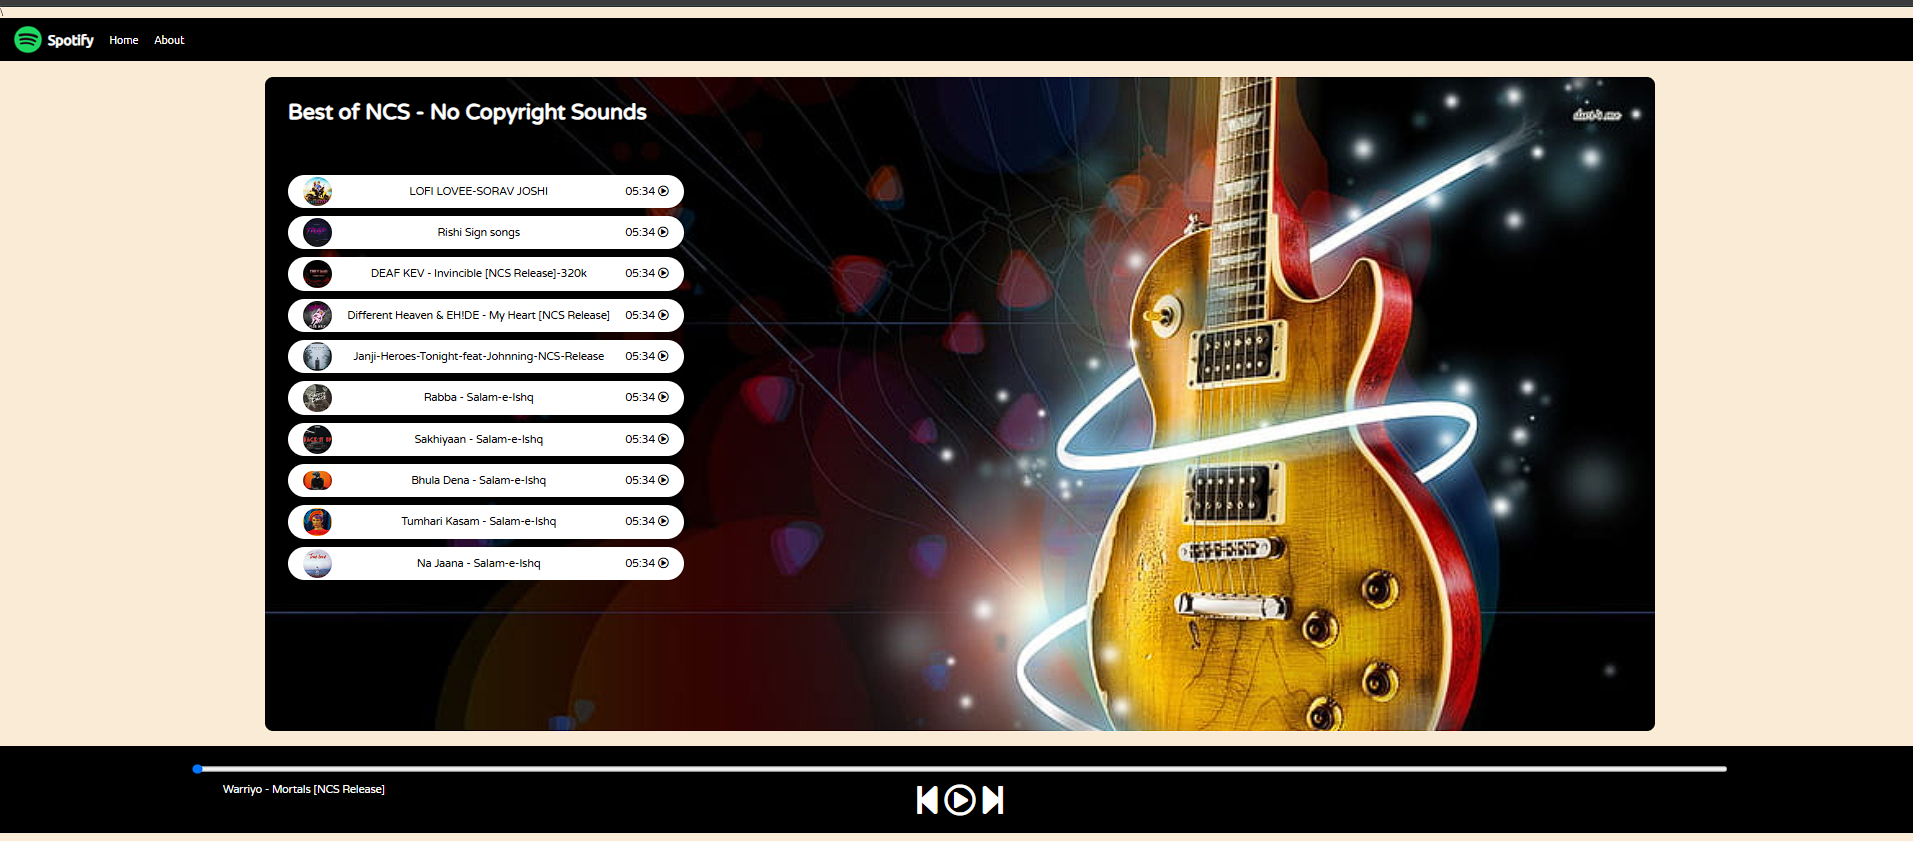 \
Spotify Home About
Best of NCS - No Copyright Sounds
LOFI LOVEE-SORAV JOSHI 05:34
Rishi Sign songs 05:34
DEAF KEV - Invincible [NCS Release]-320k 05:34
Different Heaven & EH!DE - My Heart [NCS Release] 05:34
Janji-Heroes-Tonight-feat-Johnning-NCS-Release 05:34
Rabba - Salam-e-Ishq 05:34
Sakhiyaan - Salam-e-Ishq 05:34
Bhula Dena - Salam-e-Ishq 05:34
Tumhari Kasam - Salam-e-Ishq 05:34
Na Jaana - Salam-e-Ishq 05:34
Warriyo - Mortals [NCS Release]